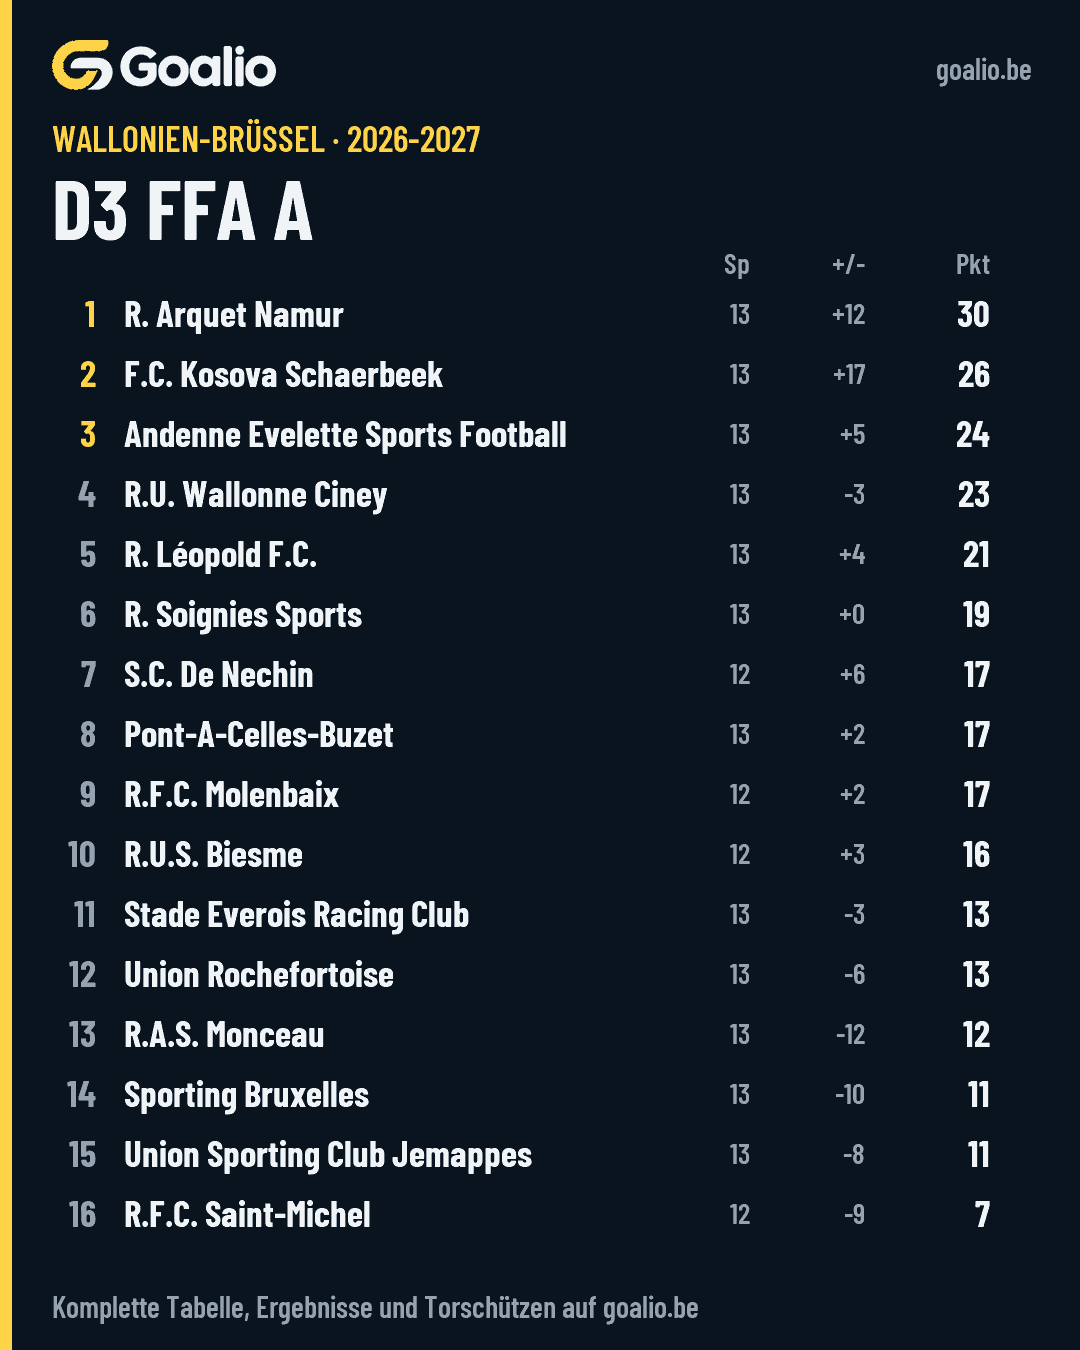 Goalio
goalio.be
WALLONIEN-BRÜSSEL · 2026-2027
D3 FFA A
Sp +/- Pkt
1 R. Arquet Namur 13 +12 30
2 F.C. Kosova Schaerbeek 13 +17 26
3 Andenne Evelette Sports Football 13 +5 24
4 R.U. Wallonne Ciney 13 -3 23
5 R. Léopold F.C. 13 +4 21
6 R. Soignies Sports 13 +0 19
7 S.C. De Nechin 12 +6 17
8 Pont-A-Celles-Buzet 13 +2 17
9 R.F.C. Molenbaix 12 +2 17
10 R.U.S. Biesme 12 +3 16
11 Stade Everois Racing Club 13 -3 13
12 Union Rochefortoise 13 -6 13
13 R.A.S. Monceau 13 -12 12
14 Sporting Bruxelles 13 -10 11
15 Union Sporting Club Jemappes 13 -8 11
16 R.F.C. Saint-Michel 12 -9 7
Komplette Tabelle, Ergebnisse und Torschützen auf goalio.be